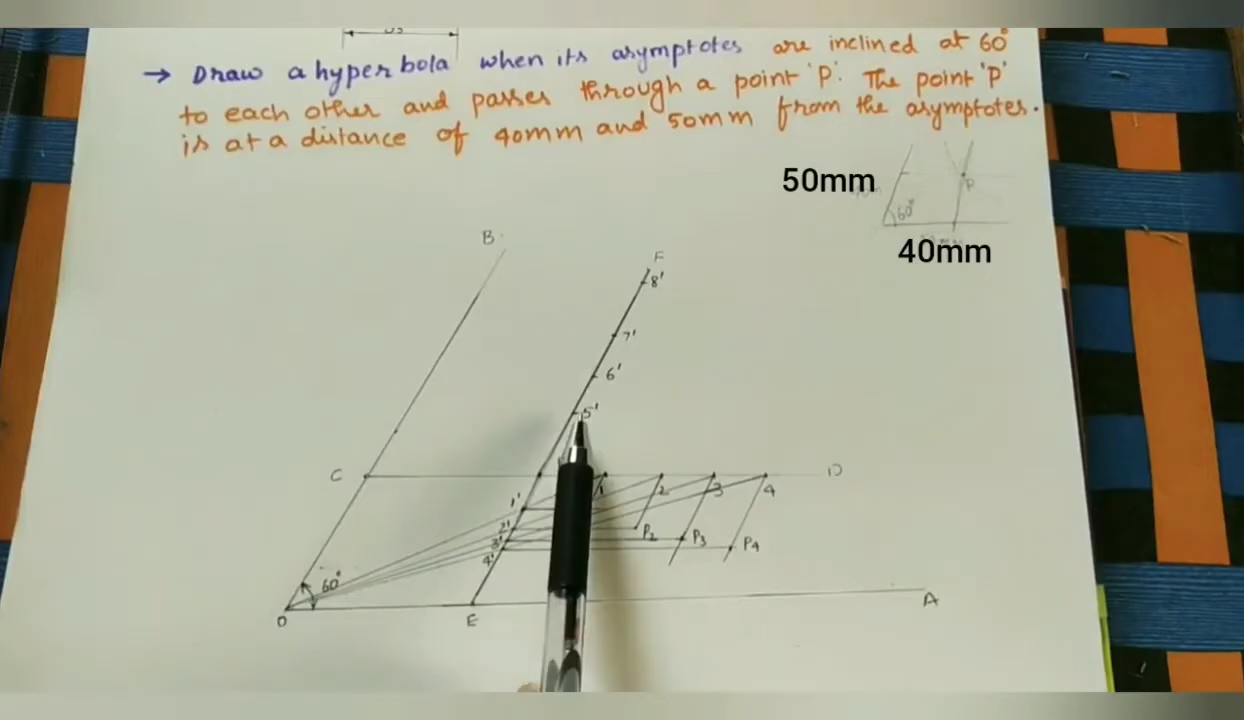 → Draw a hyperbola when its asymptotes are inclined at 60°
to each other and passes through a point 'P'. The point 'P'
is at a distance of 40mm and 50mm from the asymptotes.
50mm
P
60°
40mm
B
F
8'
7'
6'
5'
C
D
1'
1
2
3
4
2'
P2
3'
P3
P4
4'
60°
A
O
E